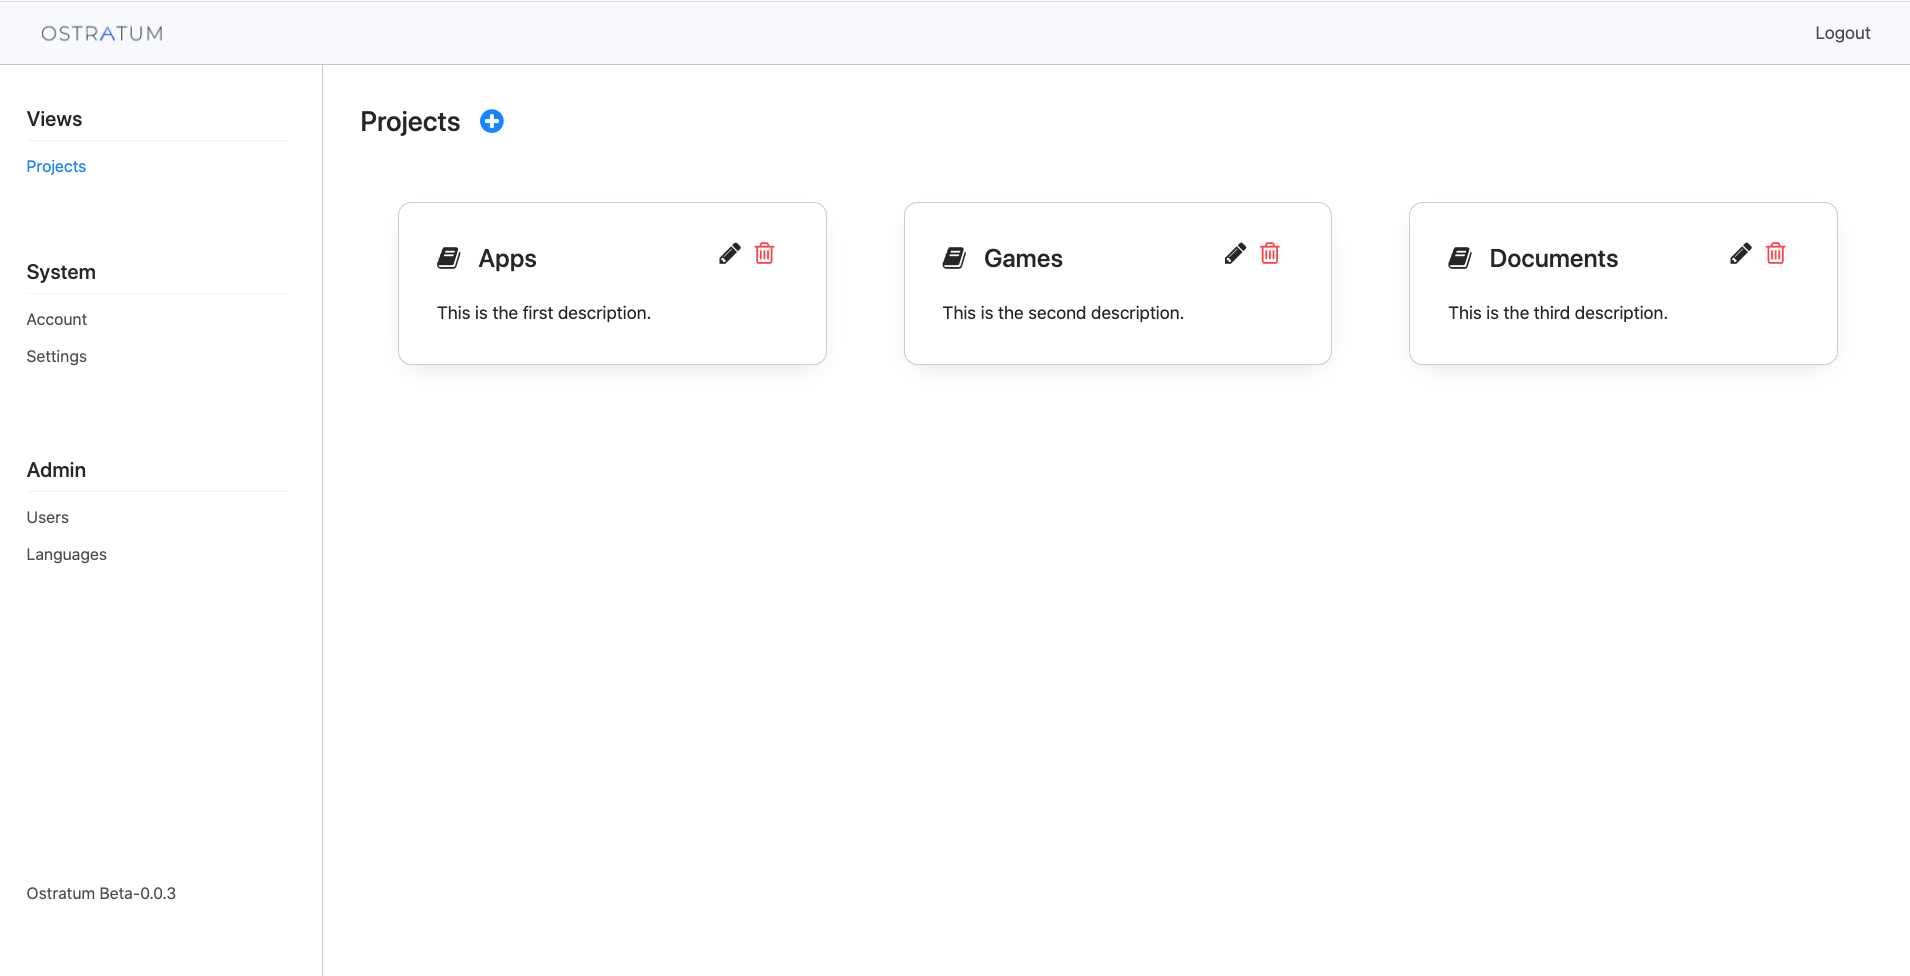 OSTRATUM
Logout
Views
Projects
System
Account
Settings
Admin
Users
Languages
Ostratum Beta-0.0.3
Projects
Apps
This is the first description.
Games
This is the second description.
Documents
This is the third description.